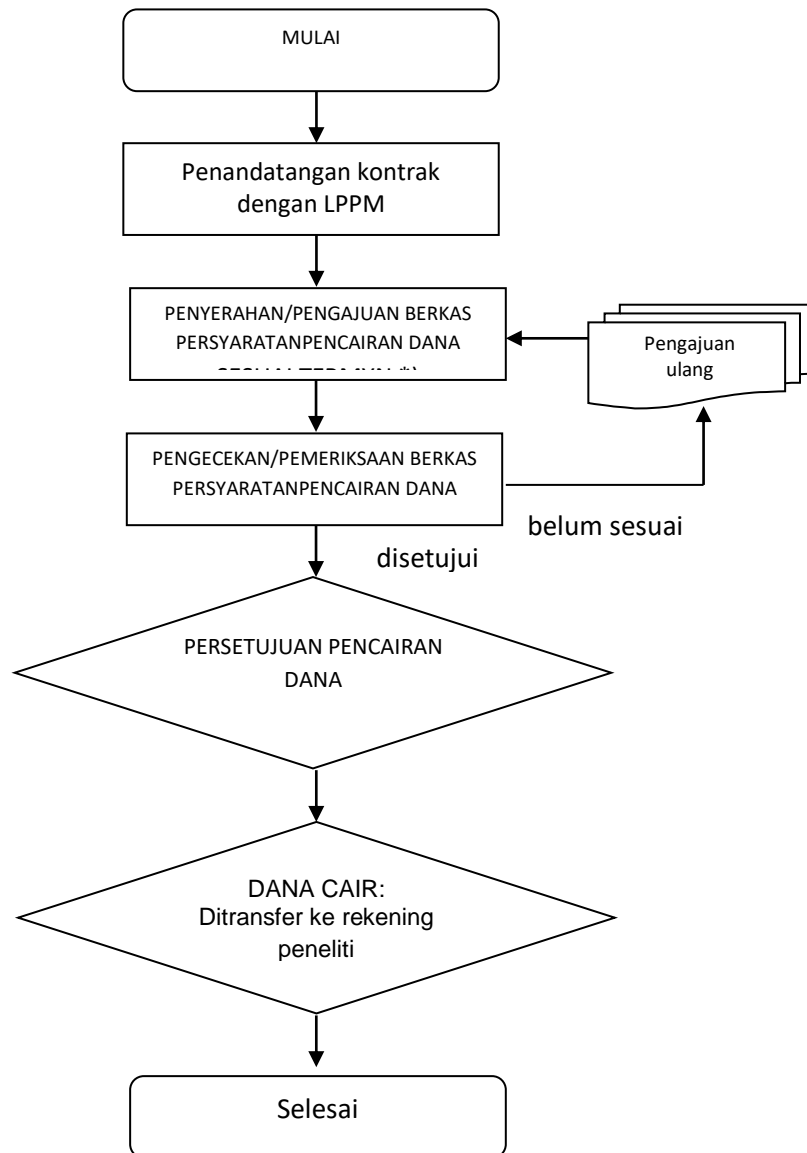 MULAI
Penandatangan kontrak
dengan LPPM
PENYERAHAN/PENGAJUAN BERKAS
PERSYARATANPENCAIRAN DANA
Pengajuan
ulang
PENGECEKAN/PEMERIKSAAN BERKAS
PERSYARATANPENCAIRAN DANA
belum sesuai
disetujui
PERSETUJUAN PENCAIRAN
DANA
DANA CAIR:
Ditransfer ke rekening
peneliti
Selesai